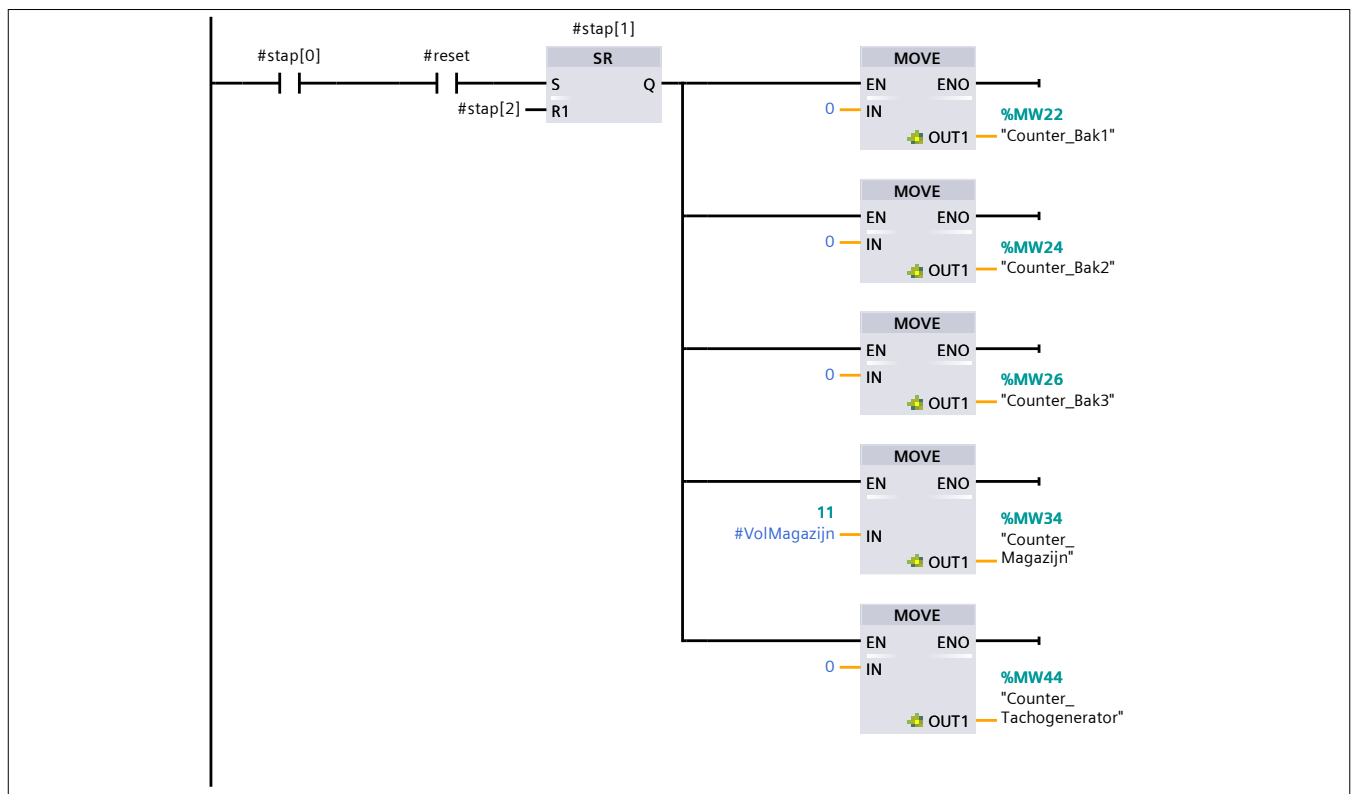 #stap[1]
#stap[0]
#reset
SR
S Q
#stap[2] R1
MOVE
EN ENO
0 IN
%MW22
OUT1 "Counter_Bak1"
MOVE
EN ENO
0 IN
%MW24
OUT1 "Counter_Bak2"
MOVE
EN ENO
0 IN
%MW26
OUT1 "Counter_Bak3"
MOVE
EN ENO
11
#VolMagazijn IN
%MW34
"Counter_
Magazijn"
OUT1
MOVE
EN ENO
0 IN
%MW44
"Counter_
Tachogenerator"
OUT1